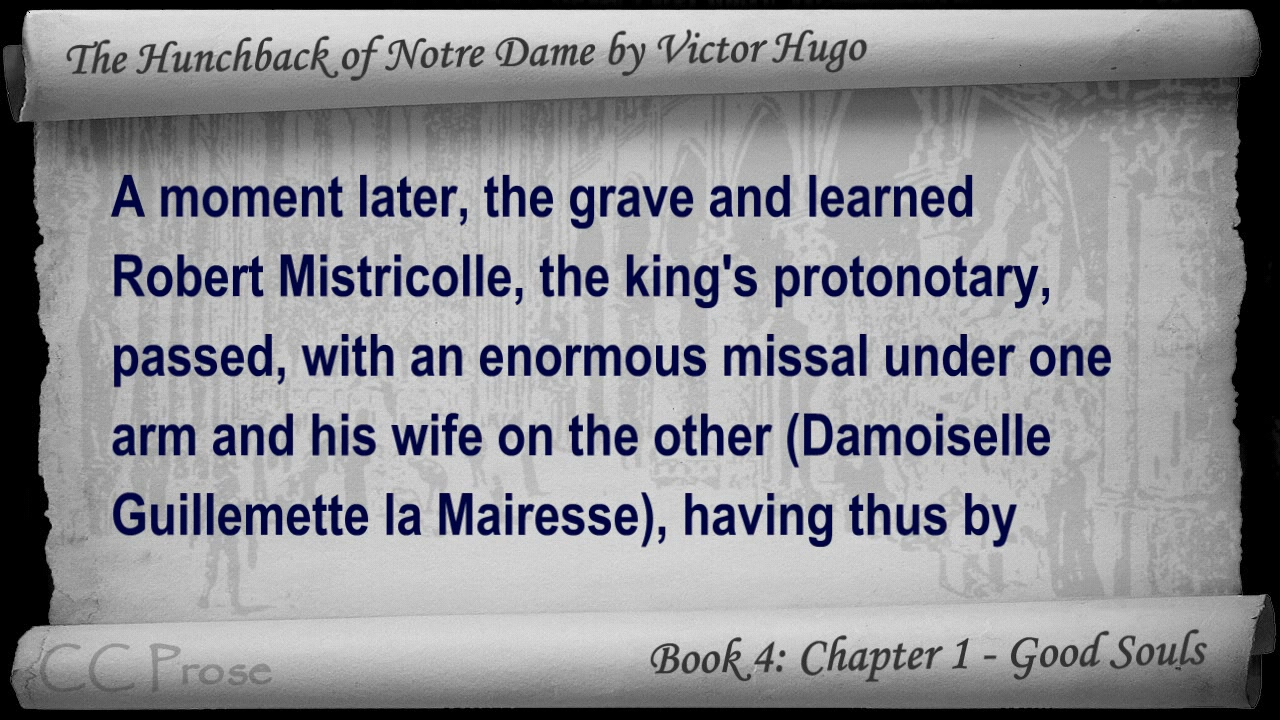 The Hunchback of Notre Dame by Victor Hugo
A moment later, the grave and learned
Robert Mistricolle, the king's protonotary,
passed, with an enormous missal under one
arm and his wife on the other (Damoiselle
Guillemette la Mairesse), having thus by
CC Prose
Book 4: Chapter 1 - Good Souls